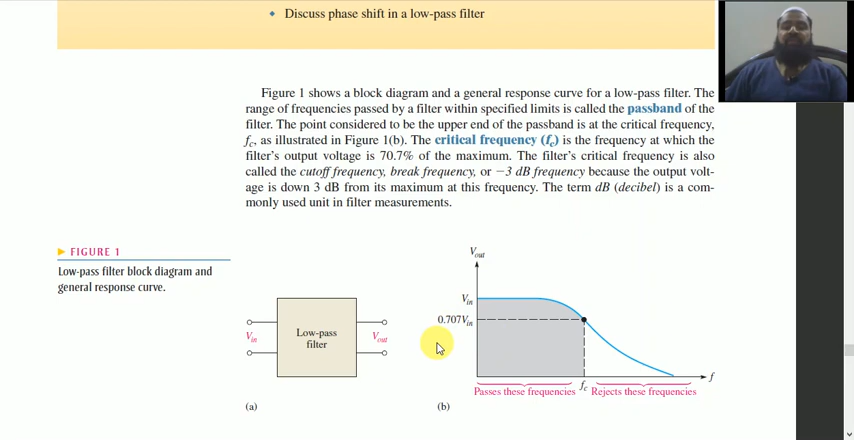 Discuss phase shift in a low-pass filter
Figure 1 shows a block diagram and a general response curve for a low-pass filter. The
range of frequencies passed by a filter within specified limits is called the passband of the
filter. The point considered to be the upper end of the passband is at the critical frequency,
fc, as illustrated in Figure 1(b). The critical frequency (fc) is the frequency at which the
filter's output voltage is 70.7% of the maximum. The filter's critical frequency is also
called the cutoff frequency, break frequency, or −3 dB frequency because the output volt-
age is down 3 dB from its maximum at this frequency. The term dB (decibel) is a com-
monly used unit in filter measurements.
FIGURE 1
Low-pass filter block diagram and
general response curve.
Vin
Low-pass
filter
Vout
(a)
Vout
Vin
0.707Vin
f
Passes these frequencies
fc
Rejects these frequencies
(b)